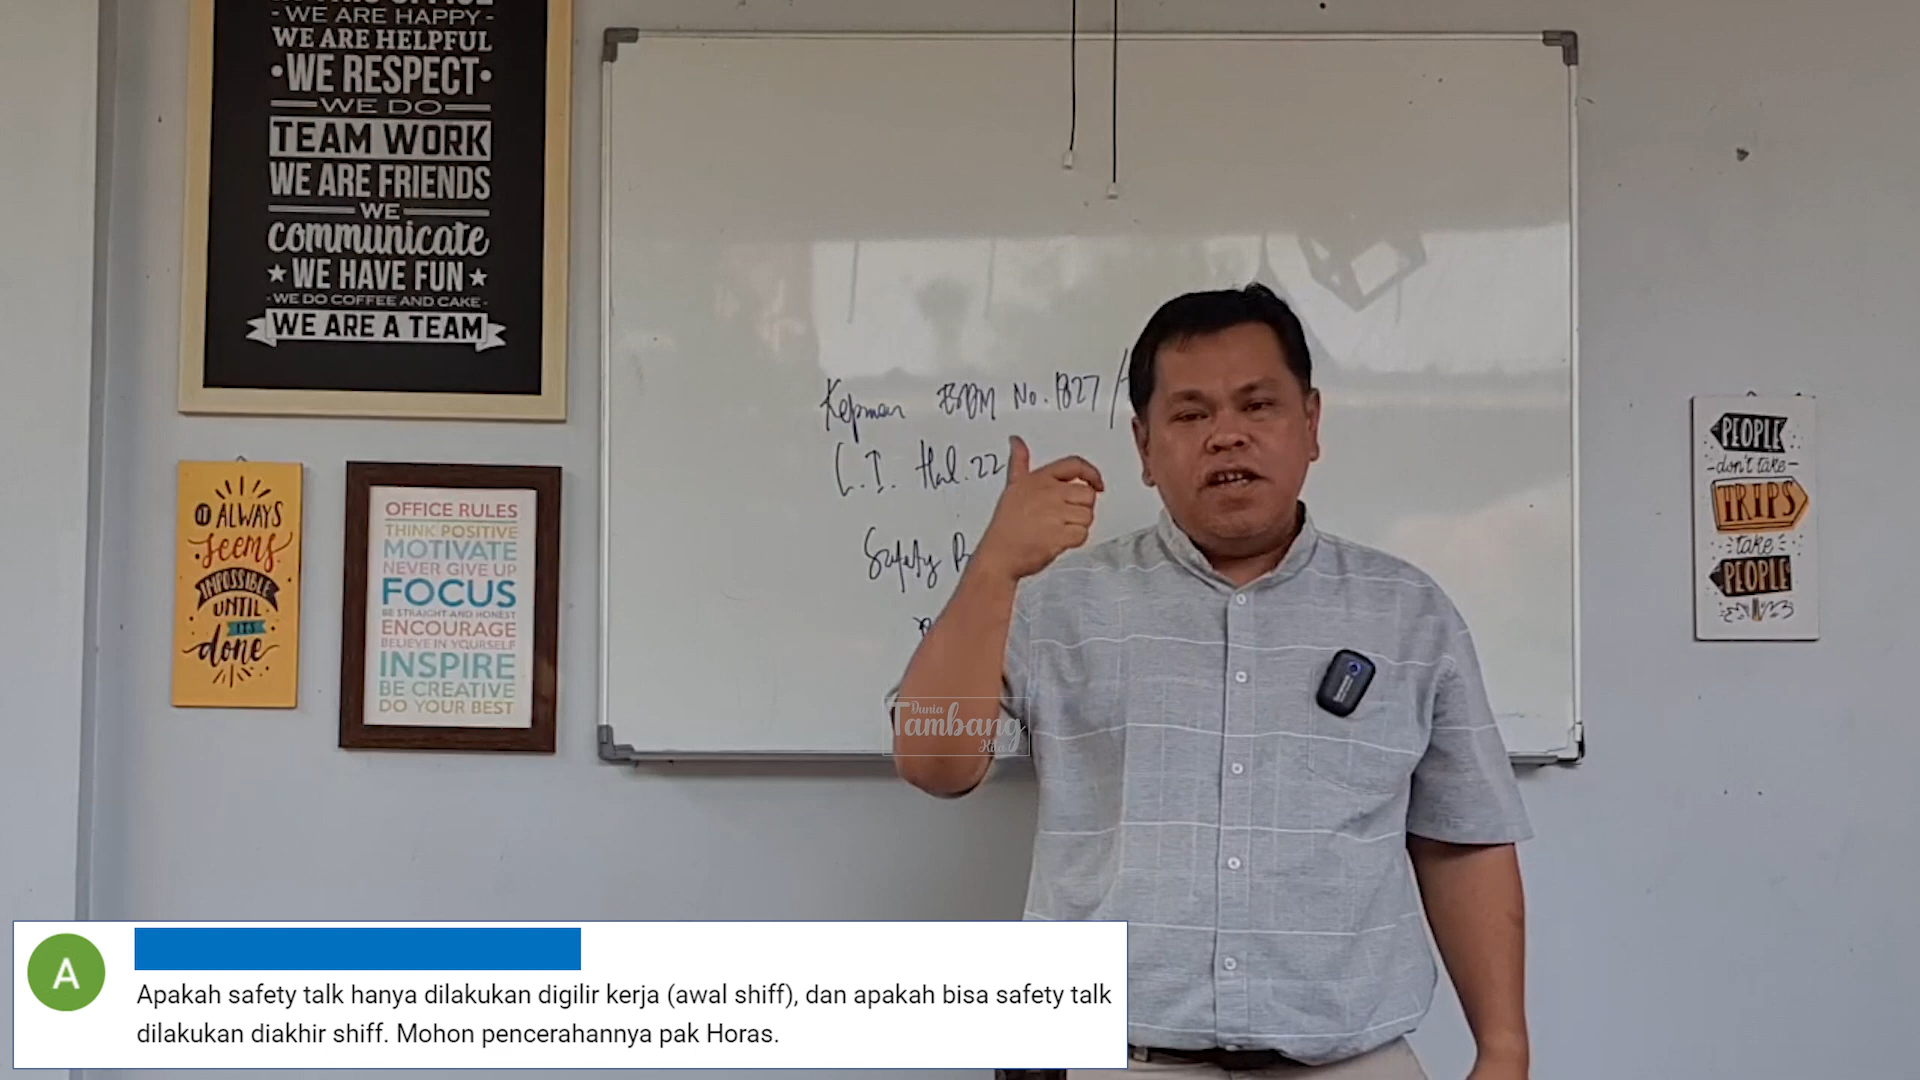 - WE ARE HAPPY -
WE ARE HELPFUL
• WE RESPECT •
WE DO
TEAM WORK
WE ARE FRIENDS
WE
communicate
★ WE HAVE FUN ★
- WE DO COFFEE AND CAKE -
WE ARE A TEAM
IT ALWAYS
seems
IMPOSSIBLE
UNTIL
IT'S
done
OFFICE RULES
THINK POSITIVE
MOTIVATE
NEVER GIVE UP
FOCUS
BE STRAIGHT AND HONEST
ENCOURAGE
BELIEVE IN YOURSELF
INSPIRE
BE CREATIVE
DO YOUR BEST
Kepman ESDM No. 1827 /
L.I. Hal. 22
Safety
PEOPLE
- don't take -
TRIPS
take
PEOPLE
Dunia
Tambang
Kita
A
Apakah safety talk hanya dilakukan digilir kerja (awal shiff), dan apakah bisa safety talk
dilakukan diakhir shiff. Mohon pencerahannya pak Horas.